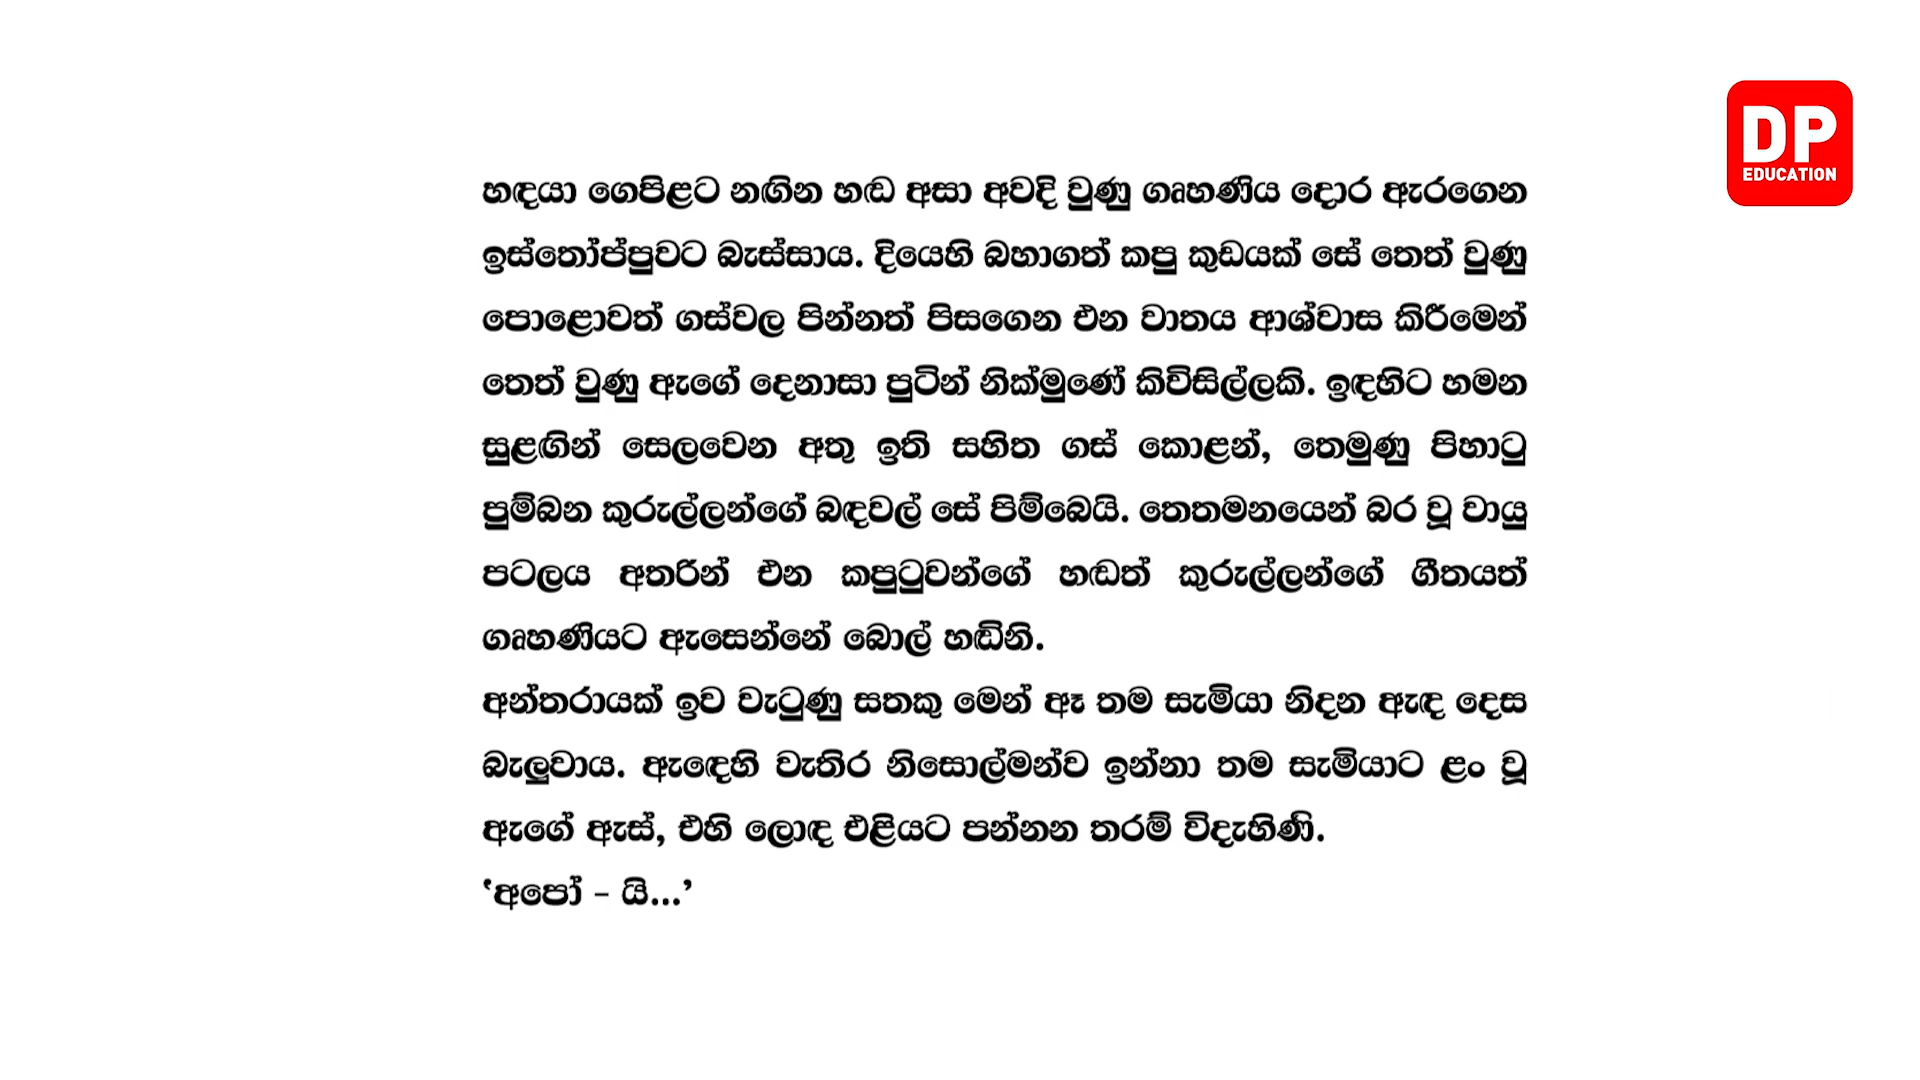 DP
EDUCATION
හඳයා ගෙපිළට නඟින හඬ අසා අවදි වුණු ගෘහණිය දොර ඇරගෙන
ඉස්තෝප්පුවට බැස්සාය. දියෙහි බහාගත් කපු කුඩයක් සේ තෙත් වුණු
පොළොවත් ගස්වල පින්නත් පිසගෙන එන වාතය ආශ්වාස කිරීමෙන්
තෙත් වුණු ඇගේ දෙනාසා පුටින් නික්මුණේ කිවිසිල්ලකි. ඉඳහිට හමන
සුළඟින් සෙලවෙන අතු ඉති සහිත ගස් කොළන්, තෙමුණු පිහාටු
පුම්බන කුරුල්ලන්ගේ බඳවල් සේ පිම්බෙයි. තෙතමනයෙන් බර වූ වායු
පටලය අතරින් එන කපුටුවන්ගේ හඬත් කුරුල්ලන්ගේ ගීතයත්
ගෘහණියට ඇසෙන්නේ බොල් හඬිනි.
අන්තරායක් ඉව වැටුණු සතකු මෙන් ඈ තම සැමියා නිදන ඇඳ දෙස
බැලුවාය. ඇඳෙහි වැතිර නිසොල්මන්ව ඉන්නා තම සැමියාට ළං වූ
ඇගේ ඇස්, එහි ලොඳ එළියට පන්නන තරම් විදැහිණි.
‘අපෝ – යි...’